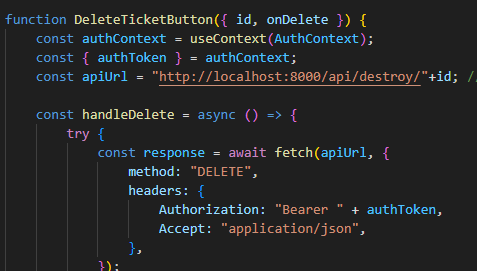 function DeleteTicketButton({ id, onDelete }) {
    const authContext = useContext(AuthContext);
    const { authToken } = authContext;
    const apiUrl = "http://localhost:8000/api/destroy/"+id; //
    const handleDelete = async () => {
        try {
            const response = await fetch(apiUrl, {
                method: "DELETE",
                headers: {
                    Authorization: "Bearer " + authToken,
                    Accept: "application/json",
                },
            });